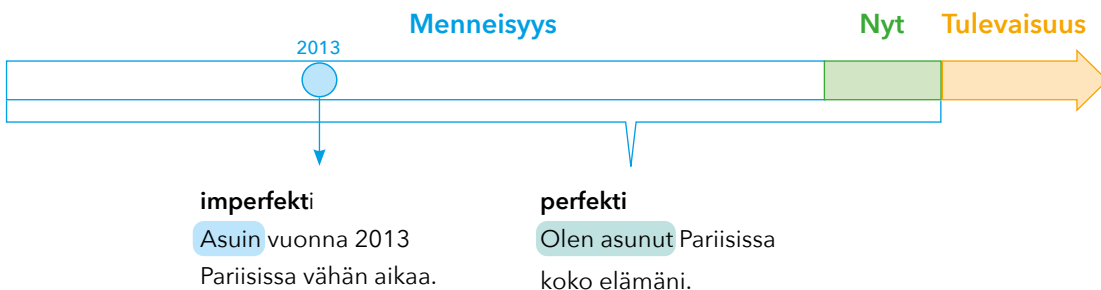 Menneisyys Nyt Tulevaisuus
2013
imperfekti
Asuin vuonna 2013
Pariisissa vähän aikaa.
perfekti
Olen asunut Pariisissa
koko elämäni.